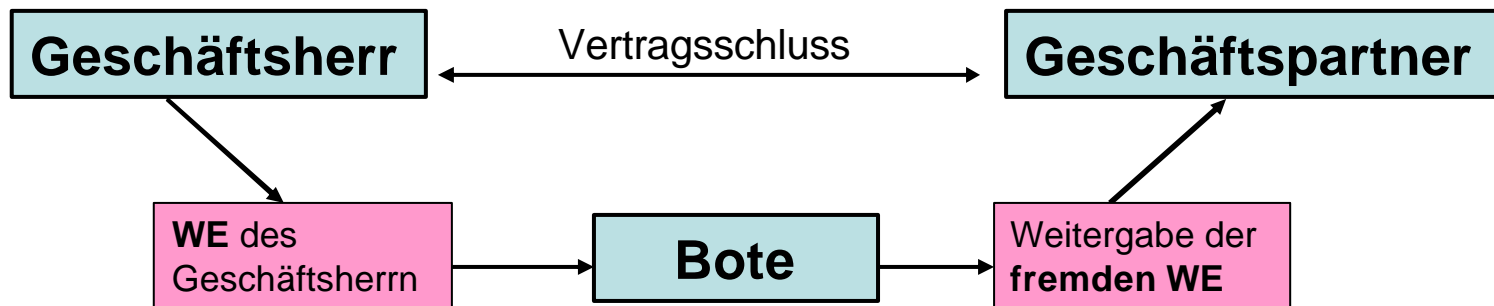 Geschäftsherr
Vertragsschluss
Geschäftspartner
WE des
Geschäftsherrn
Bote
Weitergabe der
fremden WE